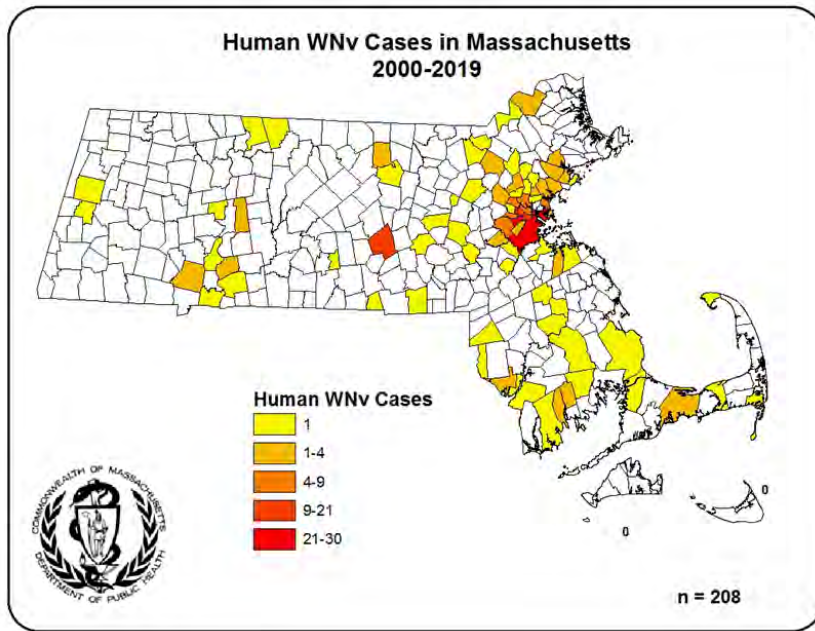 Human WNv Cases in Massachusetts
2000-2019
Human WNv Cases
1
1-4
4-9
9-21
21-30
0
0
COMMONWEALTH OF MASSACHUSETTS
DEPARTMENT OF PUBLIC HEALTH
n = 208